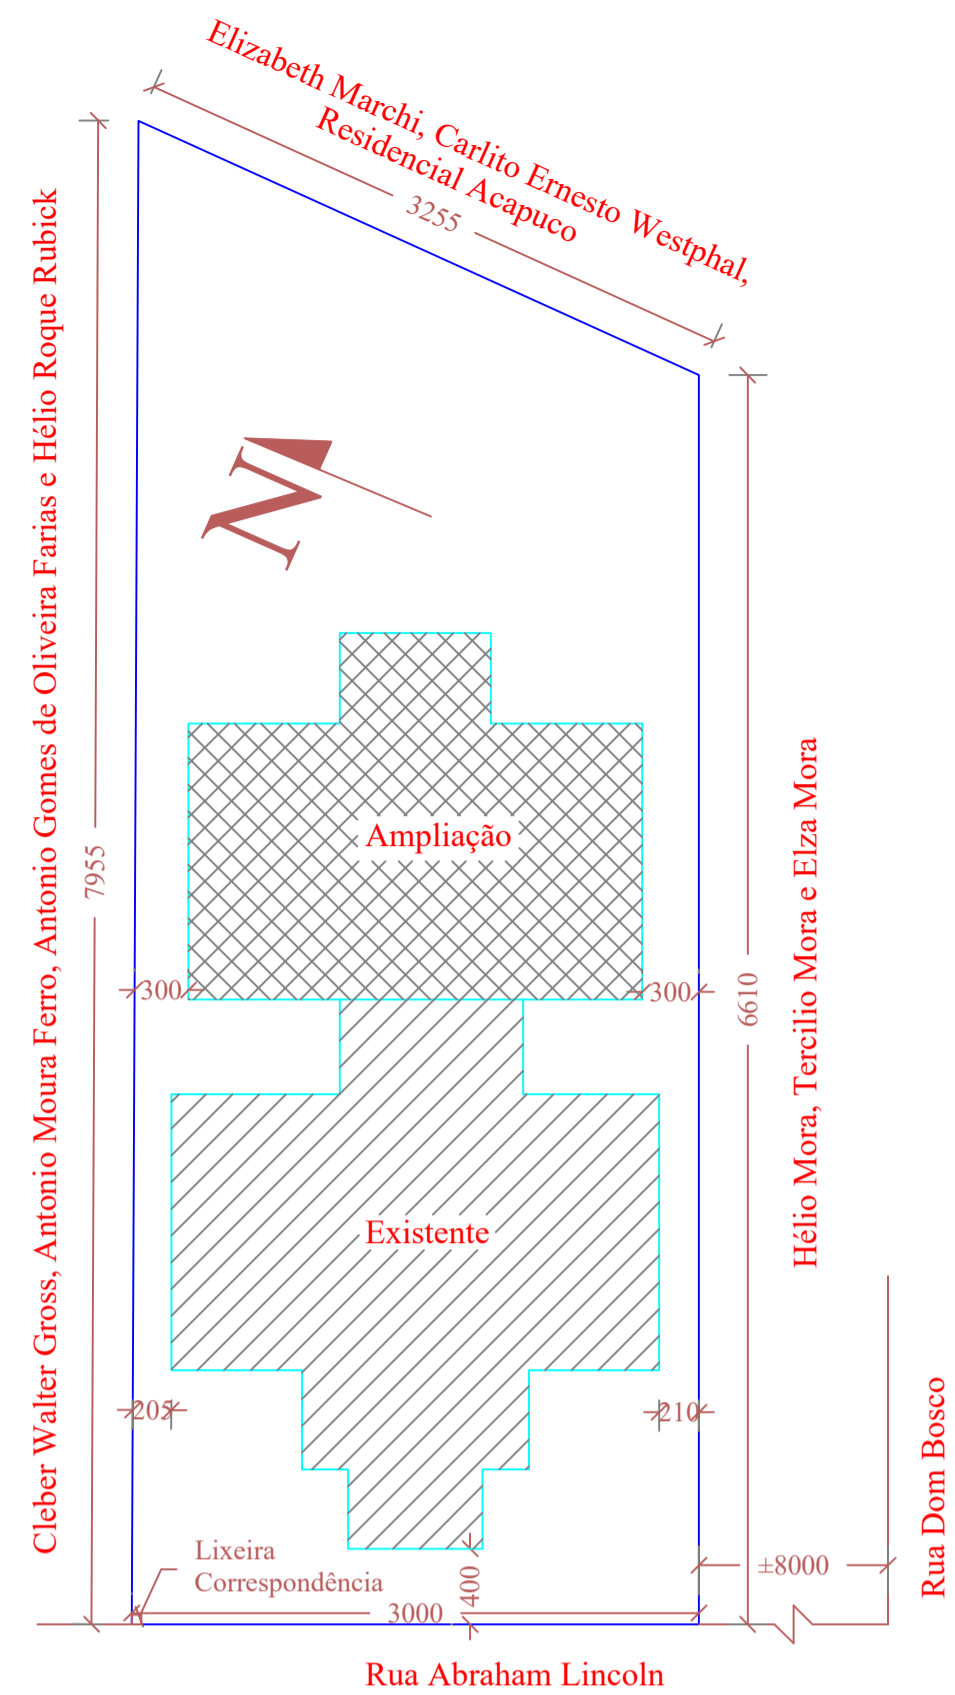 Elizabeth Marchi, Carlito Ernesto Westphal,
Residencial Acapuco
3255
Cleber Walter Gross, Antonio Moura Ferro, Antonio Gomes de Oliveira Farias e Hélio Roque Rubick
7955
N
Ampliação
300
300
6610
Hélio Mora, Tercilio Mora e Elza Mora
Existente
205
210
Lixeira
Correspondência
400
3000
±8000
Rua Dom Bosco
Rua Abraham Lincoln